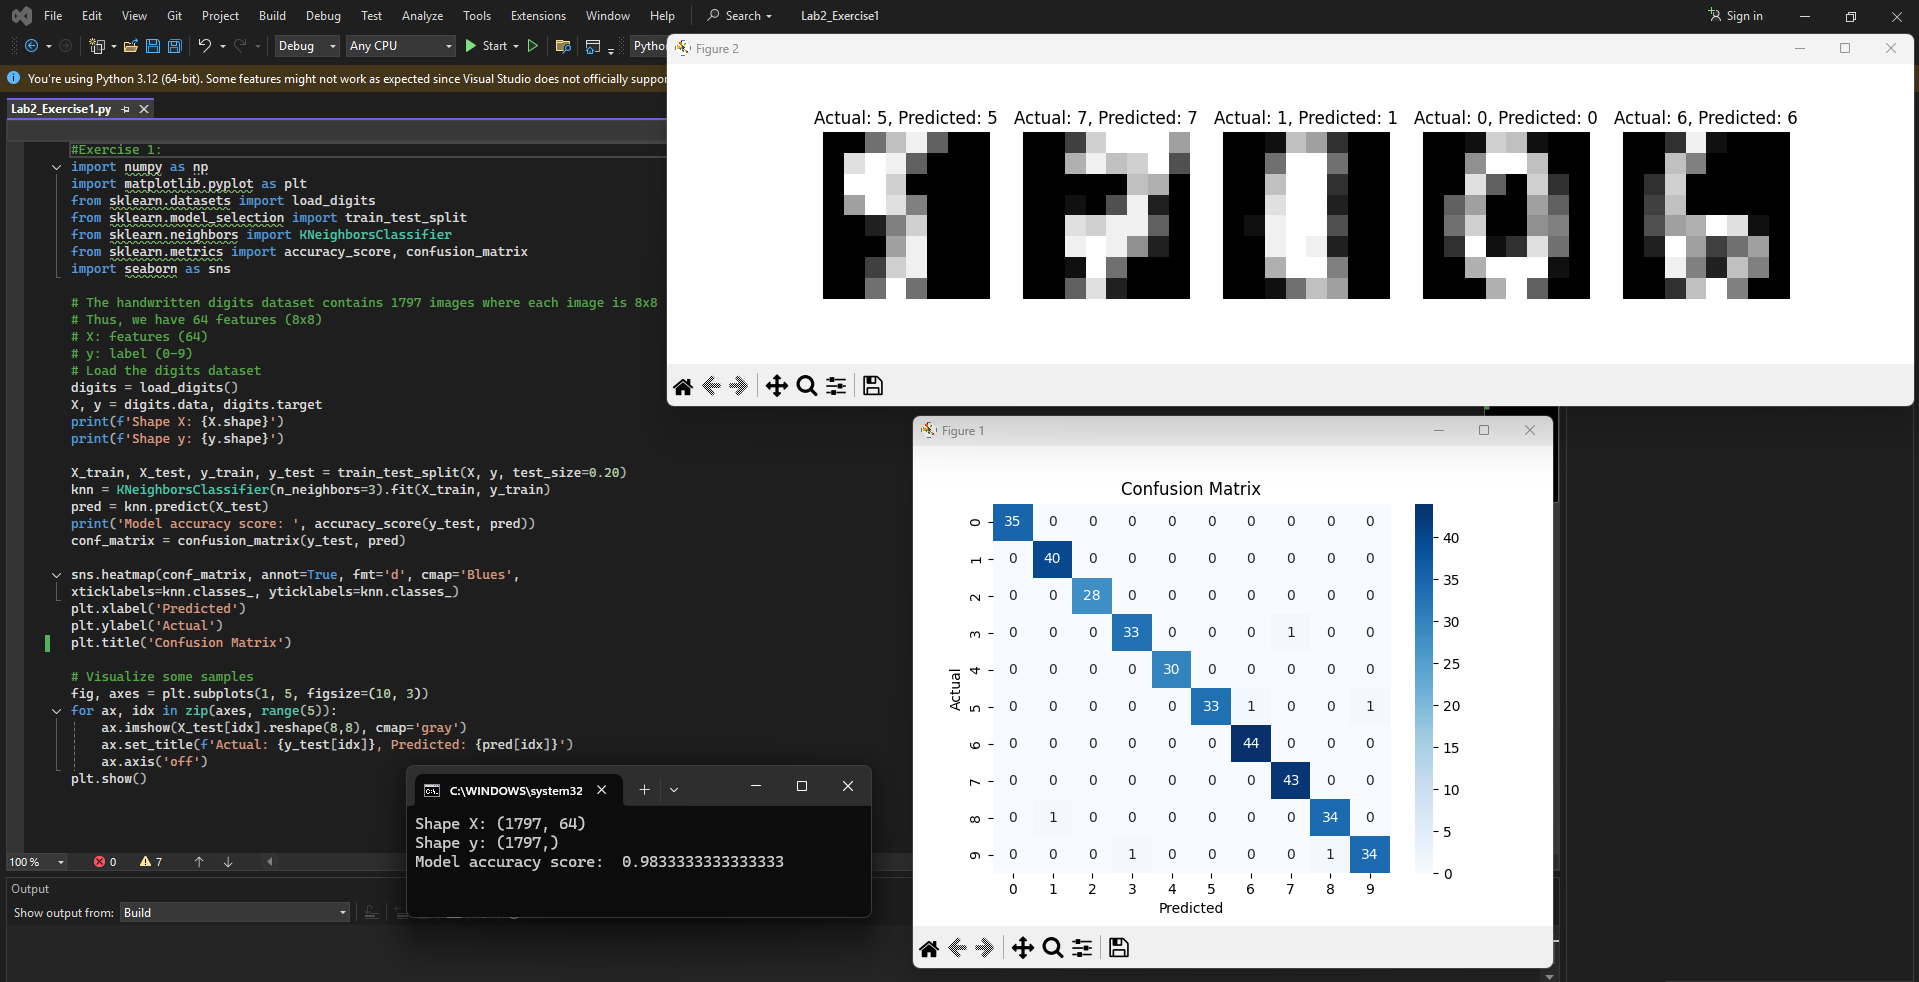 File Edit View Git Project Build Debug Test Analyze Tools Extensions Window Help Search Lab2_Exercise1 Sign in
Debug Any CPU Start Pytho
You're using Python 3.12 (64-bit). Some features might not work as expected since Visual Studio does not officially suppor
Lab2_Exercise1.py
#Exercise 1:
import numpy as np
import matplotlib.pyplot as plt
from sklearn.datasets import load_digits
from sklearn.model_selection import train_test_split
from sklearn.neighbors import KNeighborsClassifier
from sklearn.metrics import accuracy_score, confusion_matrix
import seaborn as sns
# The handwritten digits dataset contains 1797 images where each image is 8x8
# Thus, we have 64 features (8x8)
# X: features (64)
# y: label (0-9)
# Load the digits dataset
digits = load_digits()
X, y = digits.data, digits.target
print(f'Shape X: {X.shape}')
print(f'Shape y: {y.shape}')
X_train, X_test, y_train, y_test = train_test_split(X, y, test_size=0.20)
knn = KNeighborsClassifier(n_neighbors=3).fit(X_train, y_train)
pred = knn.predict(X_test)
print('Model accuracy score: ', accuracy_score(y_test, pred))
conf_matrix = confusion_matrix(y_test, pred)
sns.heatmap(conf_matrix, annot=True, fmt='d', cmap='Blues',
xticklabels=knn.classes_, yticklabels=knn.classes_)
plt.xlabel('Predicted')
plt.ylabel('Actual')
plt.title('Confusion Matrix')
# Visualize some samples
fig, axes = plt.subplots(1, 5, figsize=(10, 3))
for ax, idx in zip(axes, range(5)):
ax.imshow(X_test[idx].reshape(8,8), cmap='gray')
ax.set_title(f'Actual: {y_test[idx]}, Predicted: {pred[idx]}')
ax.axis('off')
plt.show()
100 % 0 7
Output
Show output from: Build
C:\WINDOWS\system32
Shape X: (1797, 64)
Shape y: (1797,)
Model accuracy score:  0.9833333333333333
Figure 2
Actual: 5, Predicted: 5 Actual: 7, Predicted: 7 Actual: 1, Predicted: 1 Actual: 0, Predicted: 0 Actual: 6, Predicted: 6
Figure 1
Confusion Matrix
0 35 0 0 0 0 0 0 0 0 0
1 0 40 0 0 0 0 0 0 0 0
2 0 0 28 0 0 0 0 0 0 0
3 0 0 0 33 0 0 0 1 0 0
4 0 0 0 0 30 0 0 0 0 0
5 0 0 0 0 0 33 1 0 0 1
6 0 0 0 0 0 0 44 0 0 0
7 0 0 0 0 0 0 0 43 0 0
8 0 1 0 0 0 0 0 0 34 0
9 0 0 0 1 0 0 0 0 1 34
0 1 2 3 4 5 6 7 8 9
Actual
Predicted
40
35
30
25
20
15
10
5
0